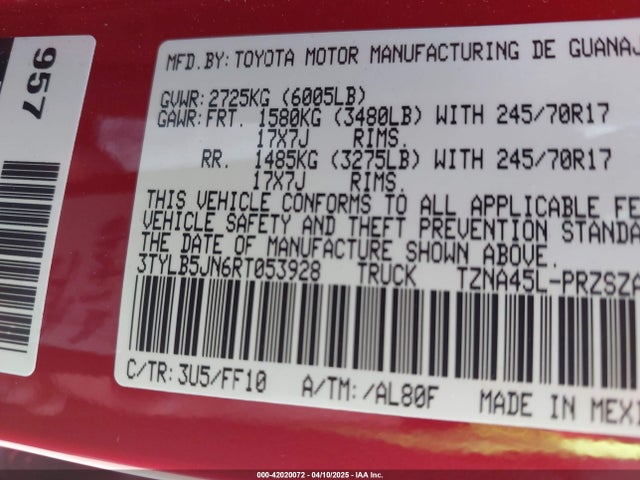 957
MFD.BY: TOYOTA MOTOR MANUFACTURING DE GUANAJ
GVWR: 2725KG (6005LB)
GAWR: FRT. 1580KG (3480LB) WITH 245/70R17
17X7J RIMS.
RR. 1485KG (3275LB) WITH 245/70R17
17X7J RIMS.
THIS VEHICLE CONFORMS TO ALL APPLICABLE FE
VEHICLE SAFETY AND THEFT PREVENTION STANDA
THE DATE OF MANUFACTURE SHOWN ABOVE.
3TYLB5JN6RT053928 TRUCK TZNA45L-PRZSZA
C/TR: 3U5/FF10 A/TM: /AL80F MADE IN MEXI
000-42020072 - 04/10/2025 - IAA Inc.